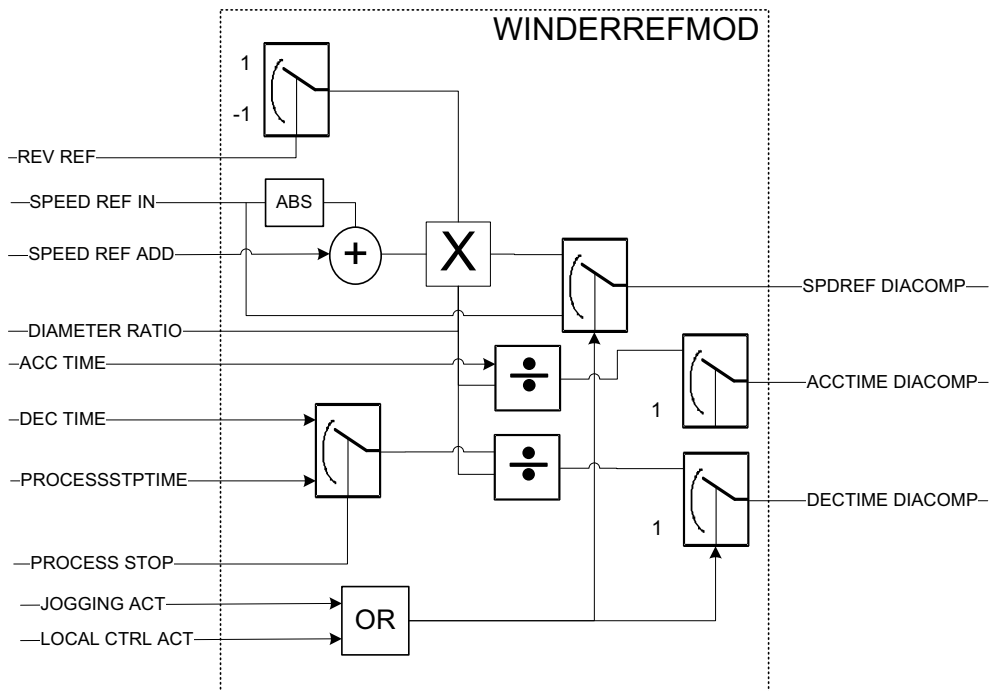 WINDERREFMOD
1
-1
REV REF
SPEED REF IN
ABS
SPEED REF ADD
+
X
SPDREF DIACOMP
DIAMETER RATIO
ACC TIME
÷
ACCTIME DIACOMP
1
DEC TIME
÷
PROCESSSTPTIME
DECTIME DIACOMP
1
PROCESS STOP
JOGGING ACT
OR
LOCAL CTRL ACT